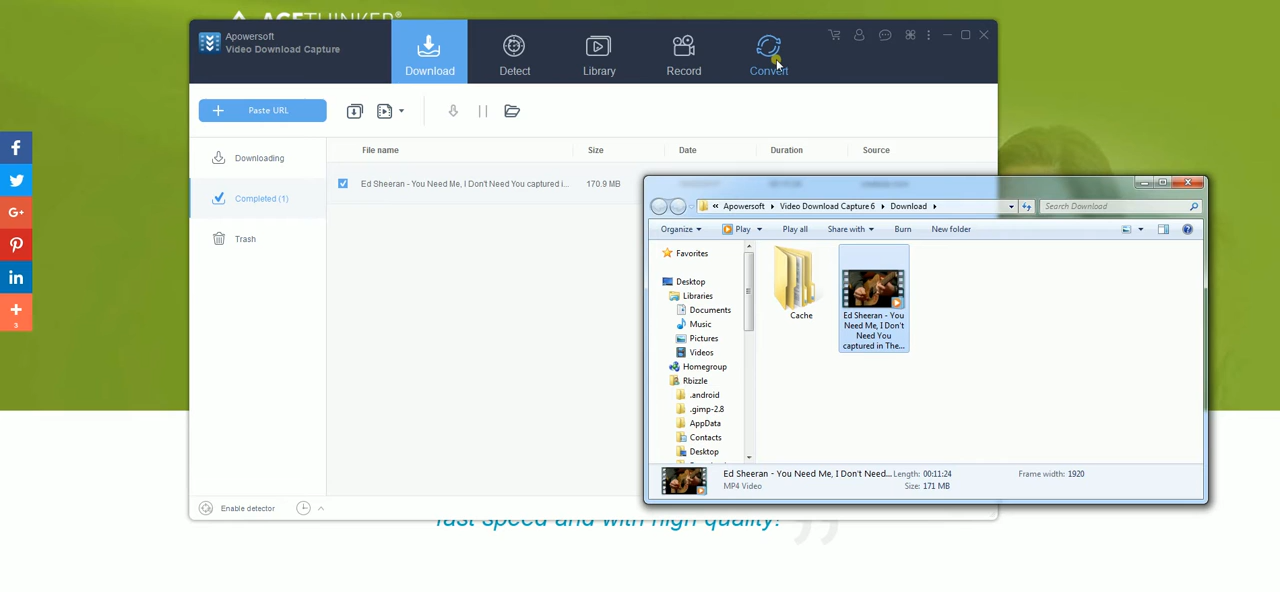 ACETHINKER®
Apowersoft
Video Download Capture
Download
Detect
Library
Record
Convert
Paste URL
Downloading
Completed (1)
Trash
File name
Size
Date
Duration
Source
Ed Sheeran - You Need Me, I Don't Need You captured i...
170.9 MB
3
Enable detector
« Apowersoft ▸ Video Download Capture 6 ▸ Download ▸
Search Download
Organize
Play
Play all
Share with
Burn
New folder
Favorites
Desktop
Libraries
Documents
Music
Pictures
Videos
Homegroup
Rbizzle
.android
.gimp-2.8
AppData
Contacts
Desktop
Cache
Ed Sheeran - You
Need Me, I Don't
Need You
captured in The...
Ed Sheeran - You Need Me, I Don't Need...
Length: 00:11:24
Frame width: 1920
MP4 Video
Size: 171 MB
fast speed and with high quality!